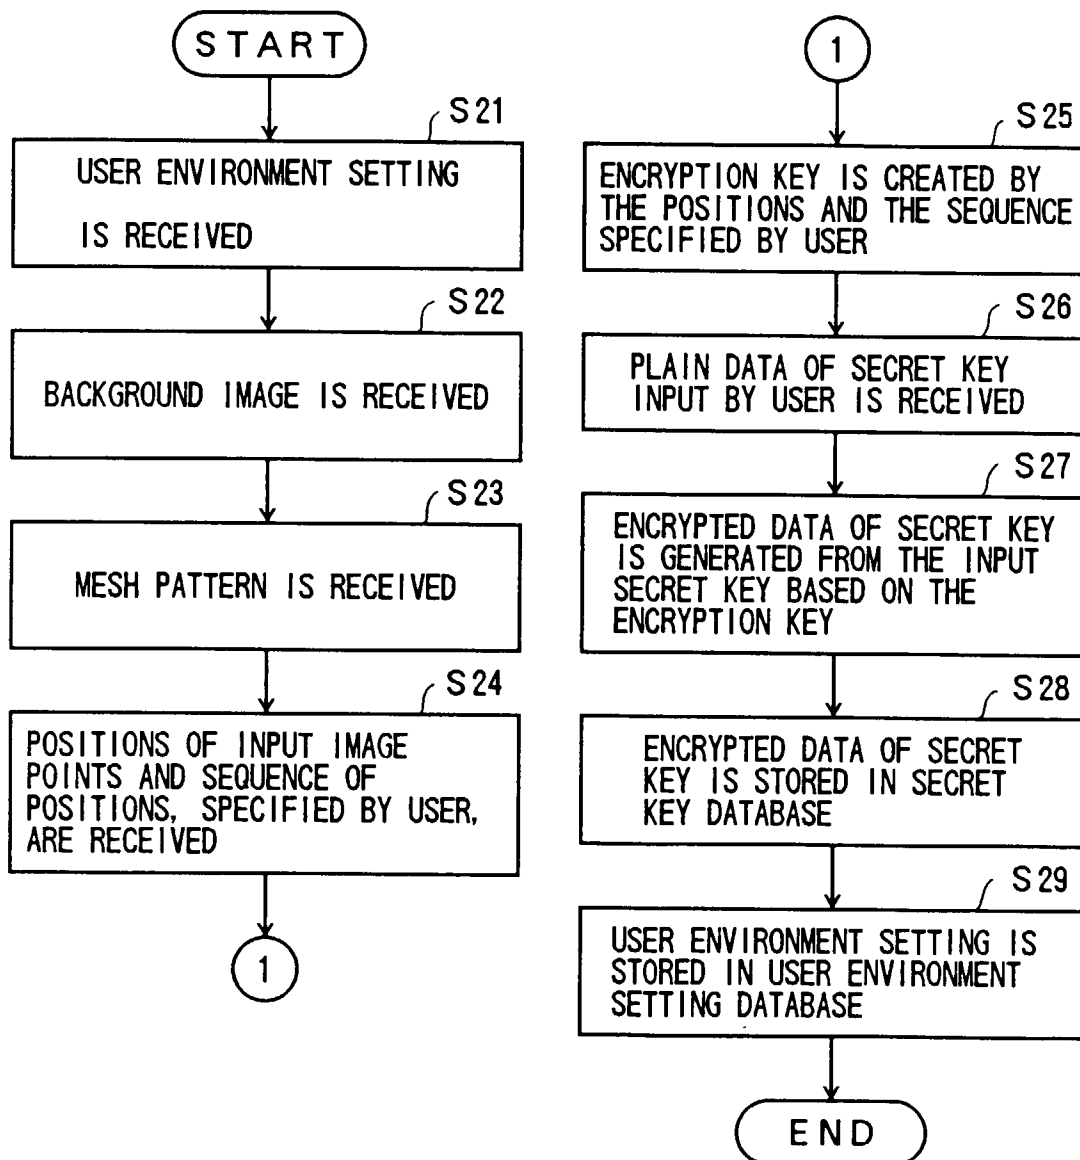 START
S21
USER ENVIRONMENT SETTING
IS RECEIVED
S22
BACKGROUND IMAGE IS RECEIVED
S23
MESH PATTERN IS RECEIVED
S24
POSITIONS OF INPUT IMAGE
POINTS AND SEQUENCE OF
POSITIONS, SPECIFIED BY USER,
ARE RECEIVED
1
1
S25
ENCRYPTION KEY IS CREATED BY
THE POSITIONS AND THE SEQUENCE
SPECIFIED BY USER
S26
PLAIN DATA OF SECRET KEY
INPUT BY USER IS RECEIVED
S27
ENCRYPTED DATA OF SECRET KEY
IS GENERATED FROM THE INPUT
SECRET KEY BASED ON THE
ENCRYPTION KEY
S28
ENCRYPTED DATA OF SECRET
KEY IS STORED IN SECRET
KEY DATABASE
S29
USER ENVIRONMENT SETTING IS
STORED IN USER ENVIRONMENT
SETTING DATABASE
END